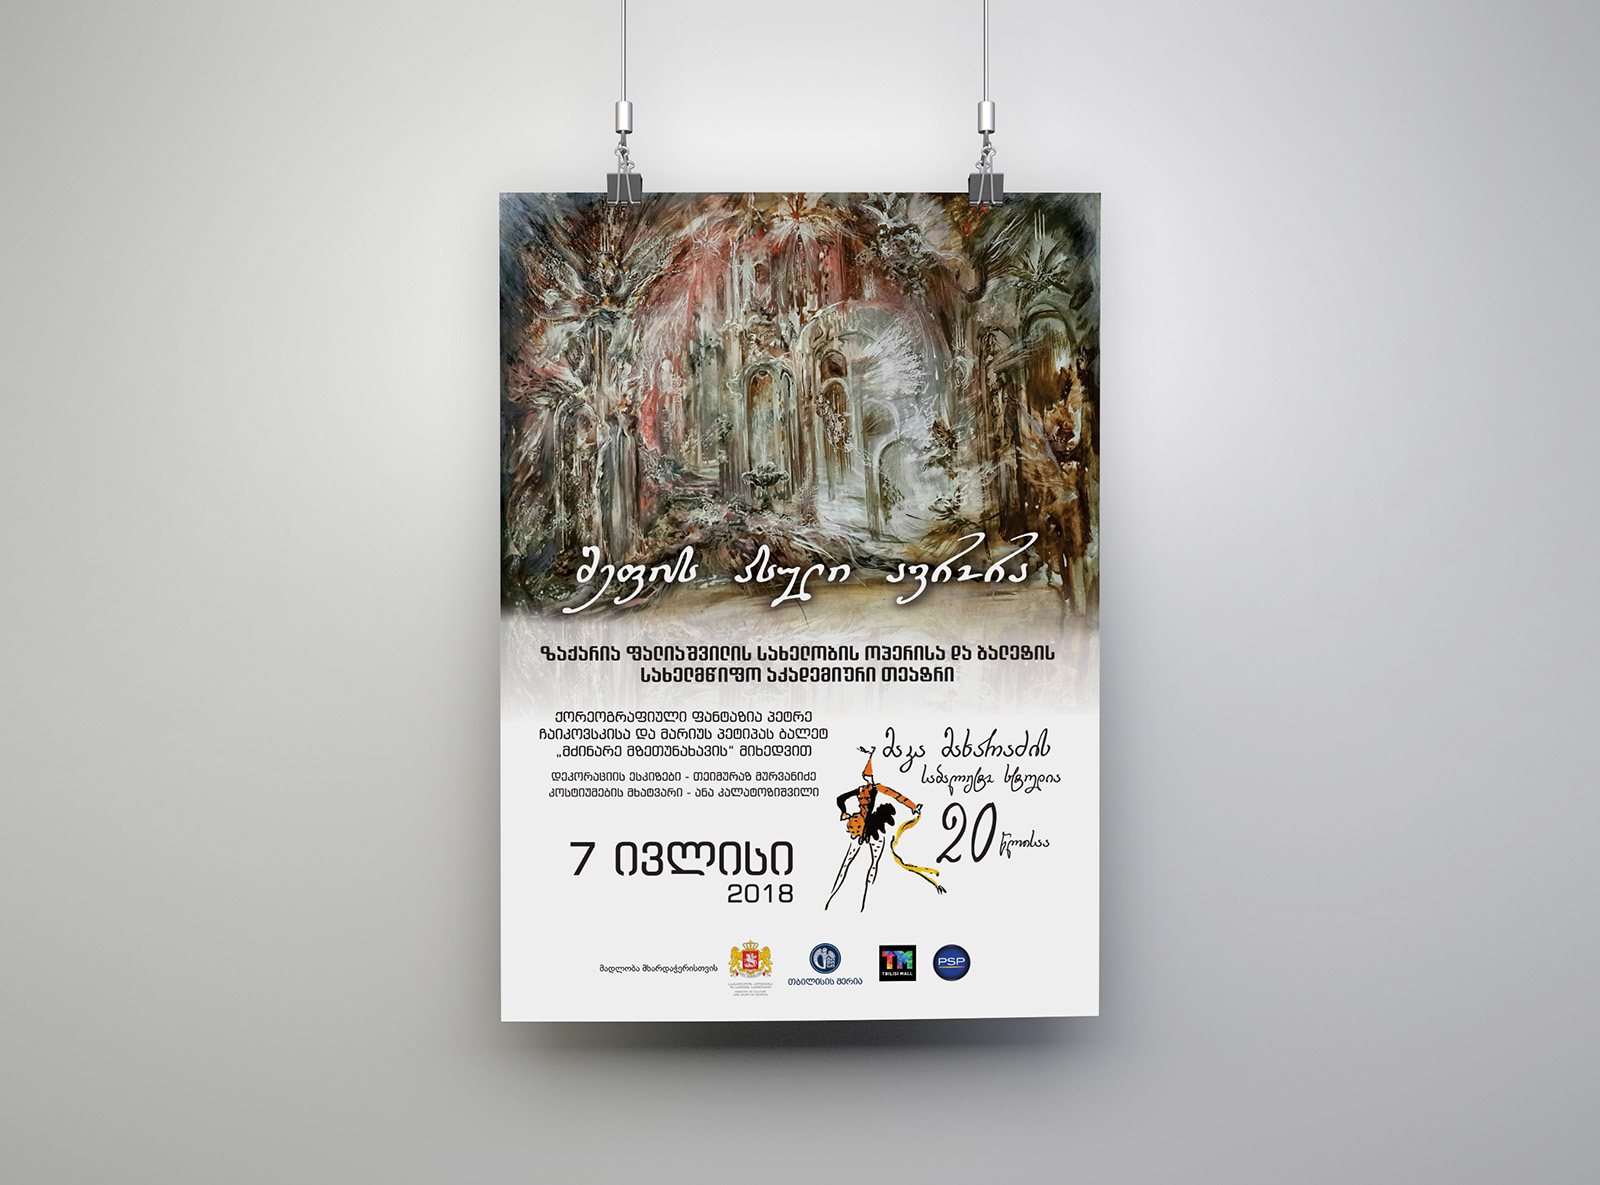 მეფის ასული ავრორა
ზაქარია ფალიაშვილის სახელობის ოპერისა და ბალეტის
სახელმწიფო აკადემიური თეატრი
ქორეოგრაფიული ფანტაზია პეტრე
ჩაიკოვსკისა და მარიუს პეტიპას ბალეტ
„მძინარე მზეთუნახავის“ მიხედვით
დეკორაციის ესკიზები - თეიმურაზ მურვანიძე
კოსტიუმების მხატვარი - ანა კალატოზიშვილი
7 ივლისი
2018
მაკა მახარაძის
საბალეტო სტუდია
20 წლისაა
მადლობა მხარდაჭერისთვის
თბილისის მერია
TM
TBILISI MALL
PSP